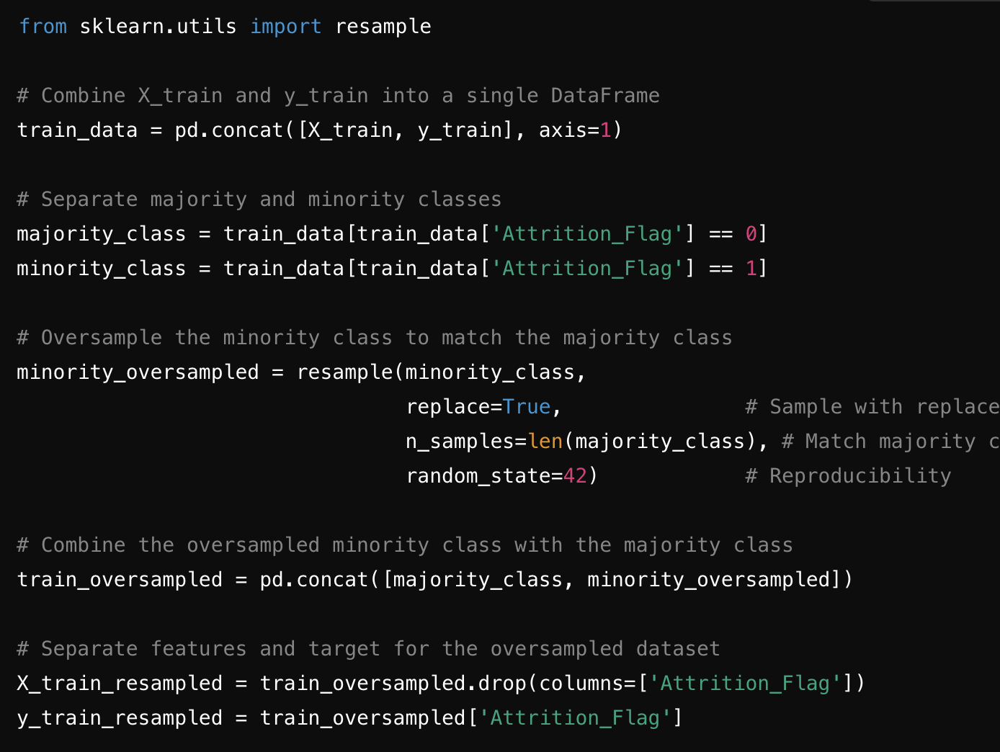 from sklearn.utils import resample
# Combine X_train and y_train into a single DataFrame
train_data = pd.concat([X_train, y_train], axis=1)
# Separate majority and minority classes
majority_class = train_data[train_data['Attrition_Flag'] == 0]
minority_class = train_data[train_data['Attrition_Flag'] == 1]
# Oversample the minority class to match the majority class
minority_oversampled = resample(minority_class,
replace=True, # Sample with replace
n_samples=len(majority_class), # Match majority c
random_state=42) # Reproducibility
# Combine the oversampled minority class with the majority class
train_oversampled = pd.concat([majority_class, minority_oversampled])
# Separate features and target for the oversampled dataset
X_train_resampled = train_oversampled.drop(columns=['Attrition_Flag'])
y_train_resampled = train_oversampled['Attrition_Flag']